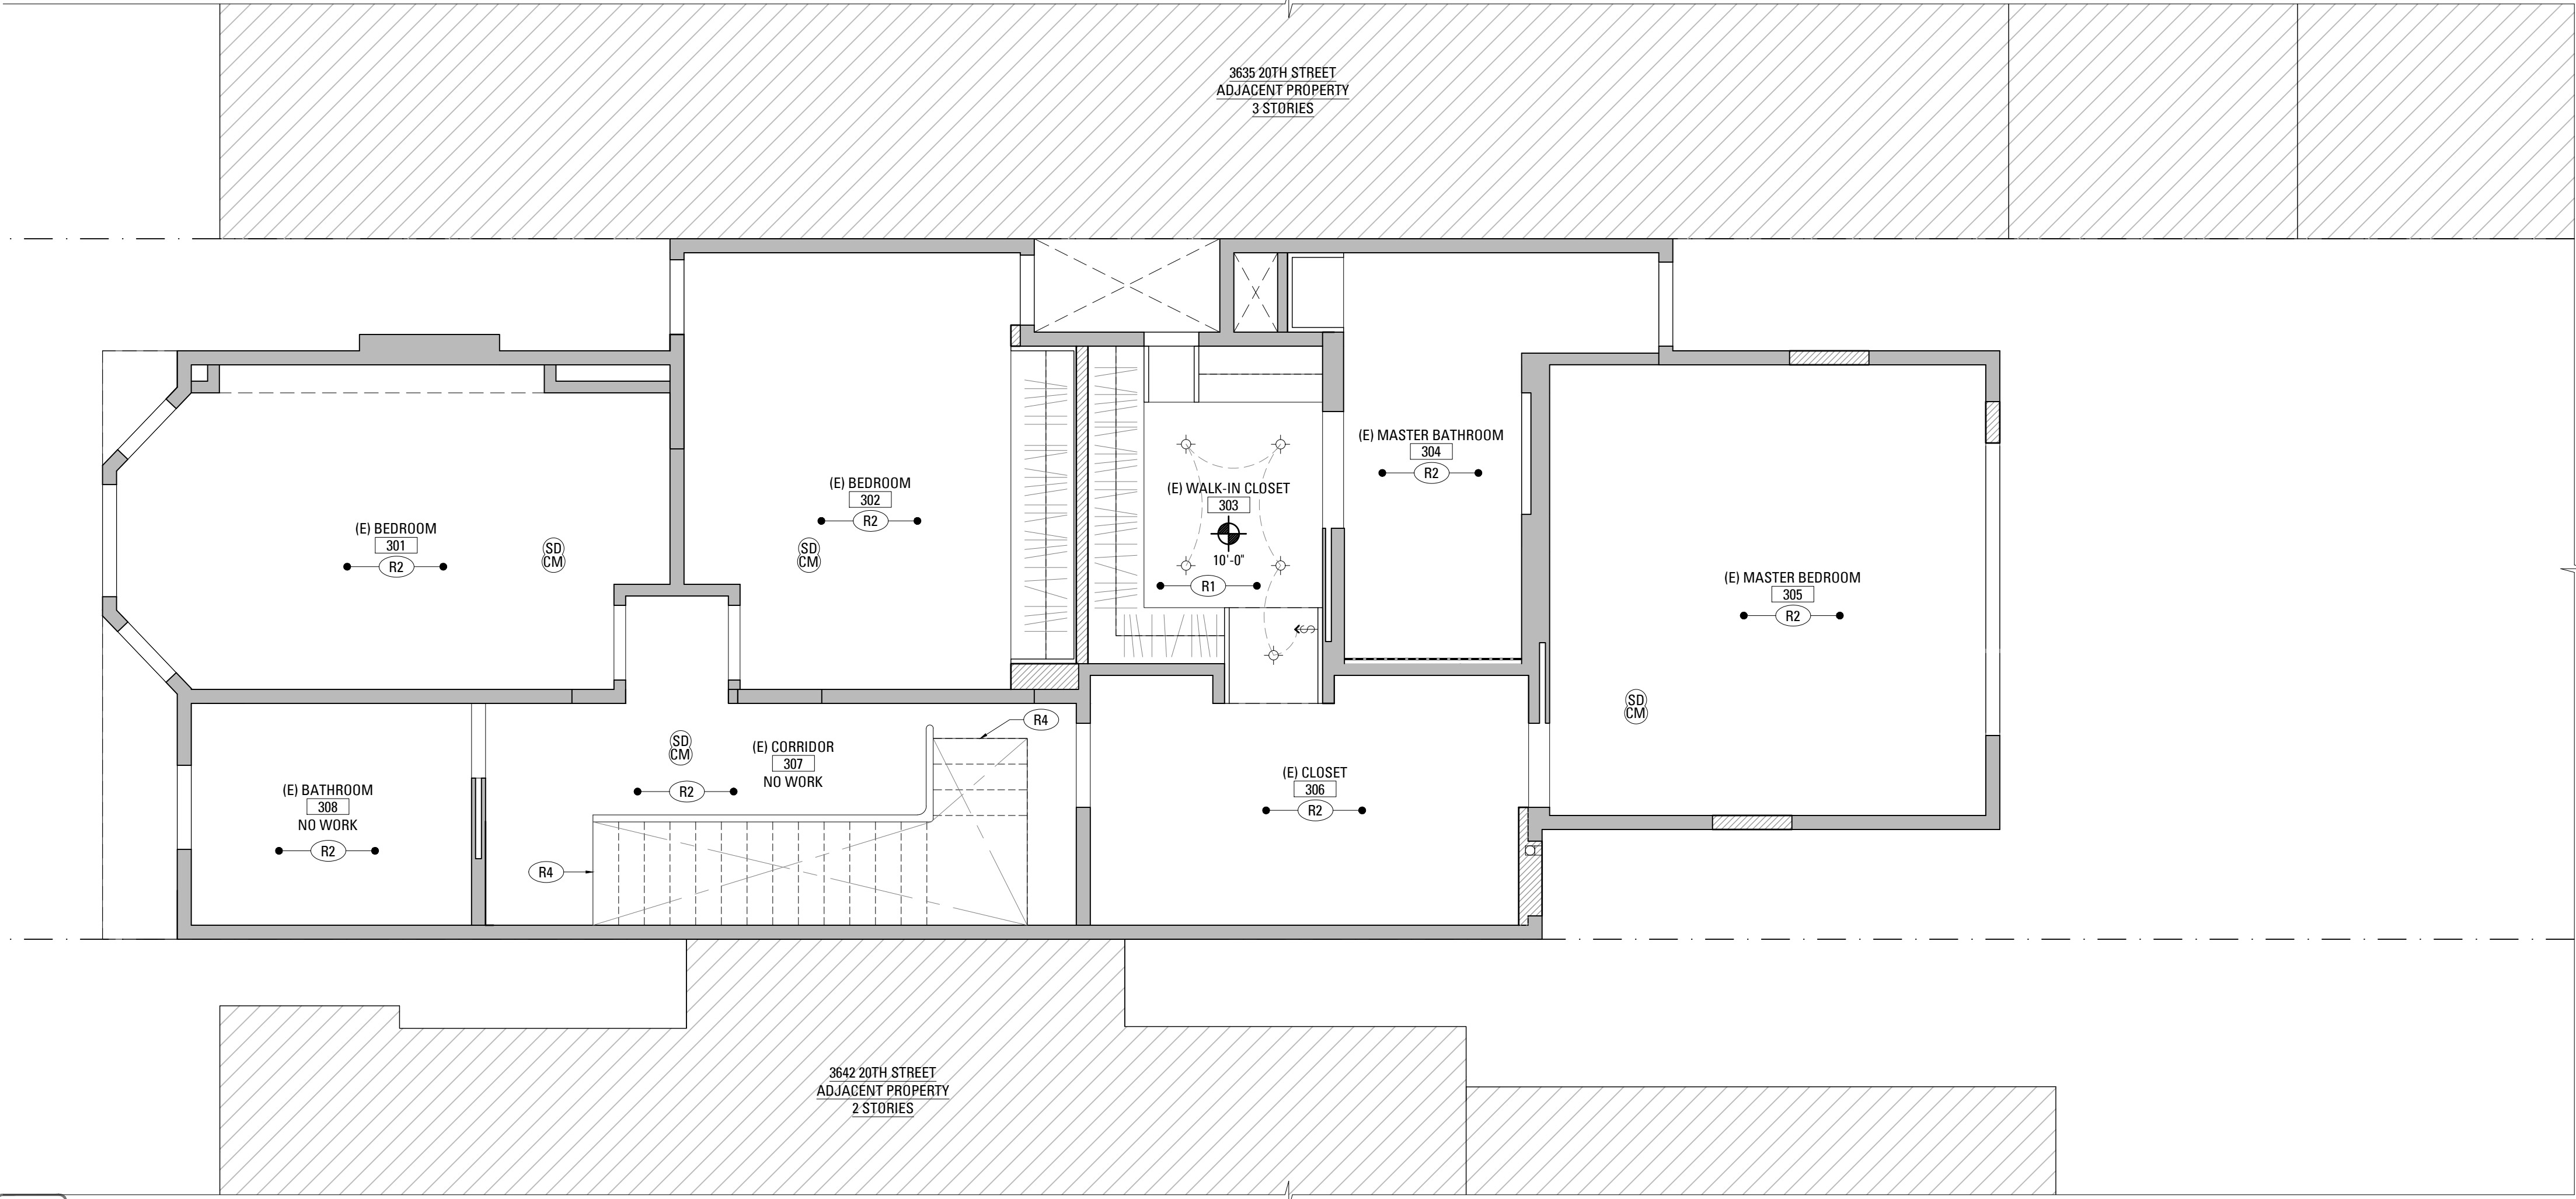 3635 20TH STREET
ADJACENT PROPERTY
3 STORIES
(E) BEDROOM
301
R2
SD
CM
(E) BEDROOM
302
R2
SD
CM
(E) WALK-IN CLOSET
303
10'-0"
R1
$
(E) MASTER BATHROOM
304
R2
(E) MASTER BEDROOM
305
R2
SD
CM
(E) BATHROOM
308
NO WORK
R2
SD
CM
(E) CORRIDOR
307
NO WORK
R2
R4
R4
(E) CLOSET
306
R2
3642 20TH STREET
ADJACENT PROPERTY
2 STORIES